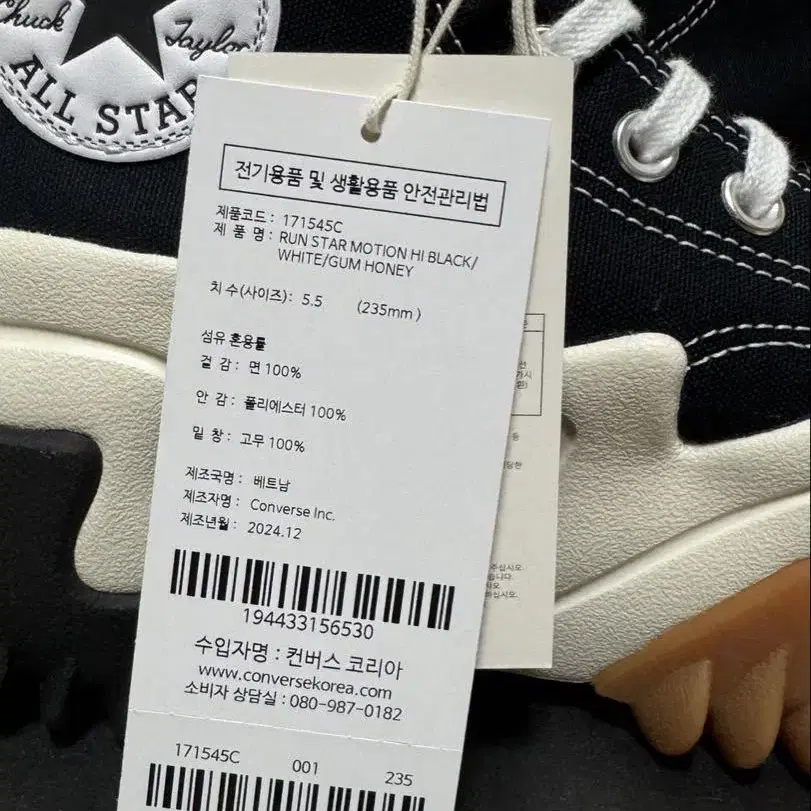 Chuck Taylor
ALL STAR
전기용품 및 생활용품 안전관리법
제품코드 : 171545C
제 품 명 : RUN STAR MOTION HI BLACK/
WHITE/GUM HONEY
치 수(사이즈) : 5.5 (235mm )
섬유 혼용률
겉 감 : 면 100%
안 감 : 폴리에스터 100%
밑 창 : 고무 100%
제조국명 : 베트남
제조자명 : Converse Inc.
제조년월 : 2024.12
194433156530
수입자명 : 컨버스 코리아
www.conversekorea.com
소비자 상담실 : 080-987-0182
171545C 001 235